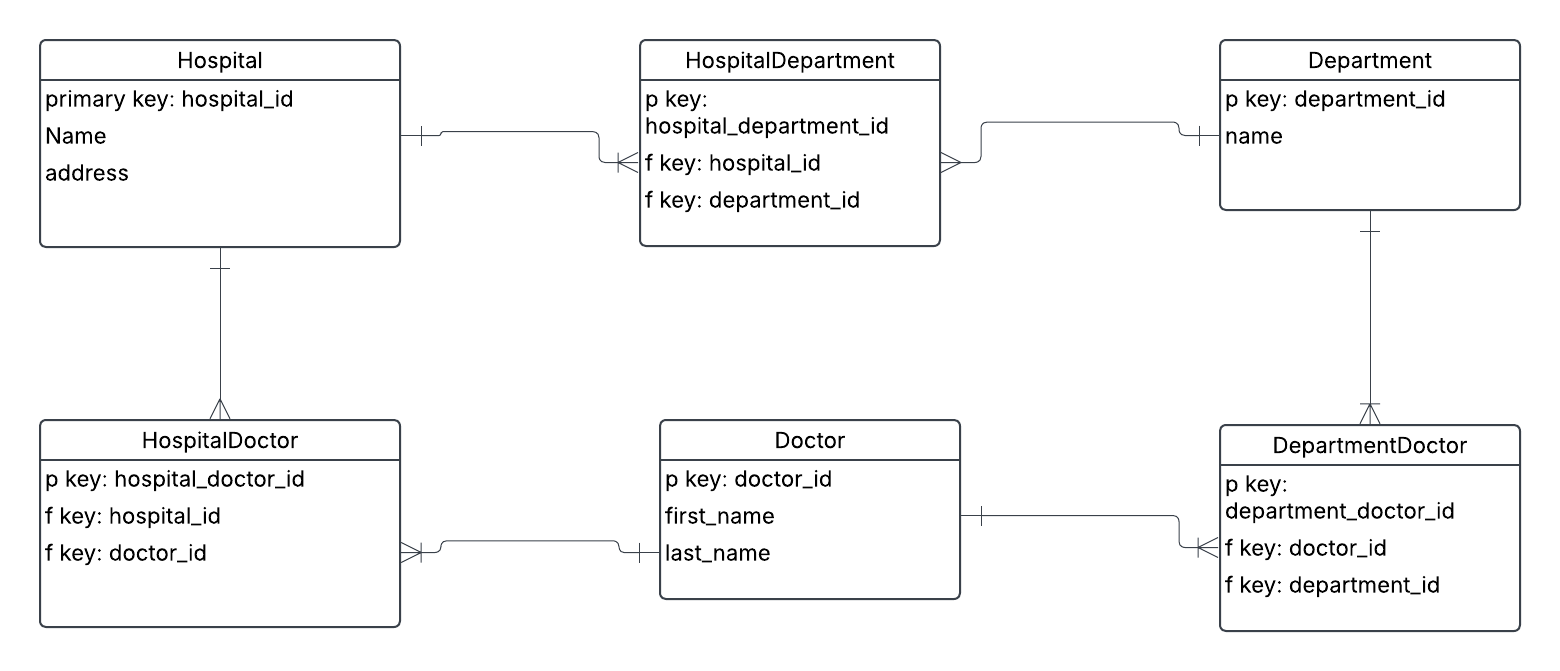 Hospital
primary key: hospital_id
Name
address
HospitalDepartment
p key:
hospital_department_id
f key: hospital_id
f key: department_id
Department
p key: department_id
name
HospitalDoctor
p key: hospital_doctor_id
f key: hospital_id
f key: doctor_id
Doctor
p key: doctor_id
first_name
last_name
DepartmentDoctor
p key:
department_doctor_id
f key: doctor_id
f key: department_id